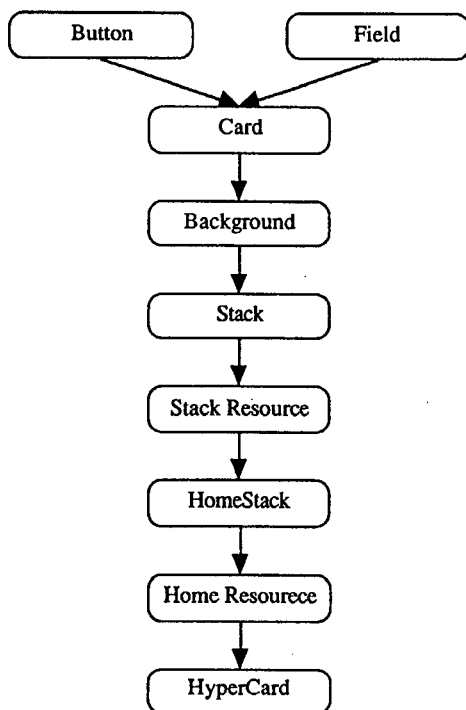 Button
Field
Card
Background
Stack
Stack Resource
HomeStack
Home Resourece
HyperCard